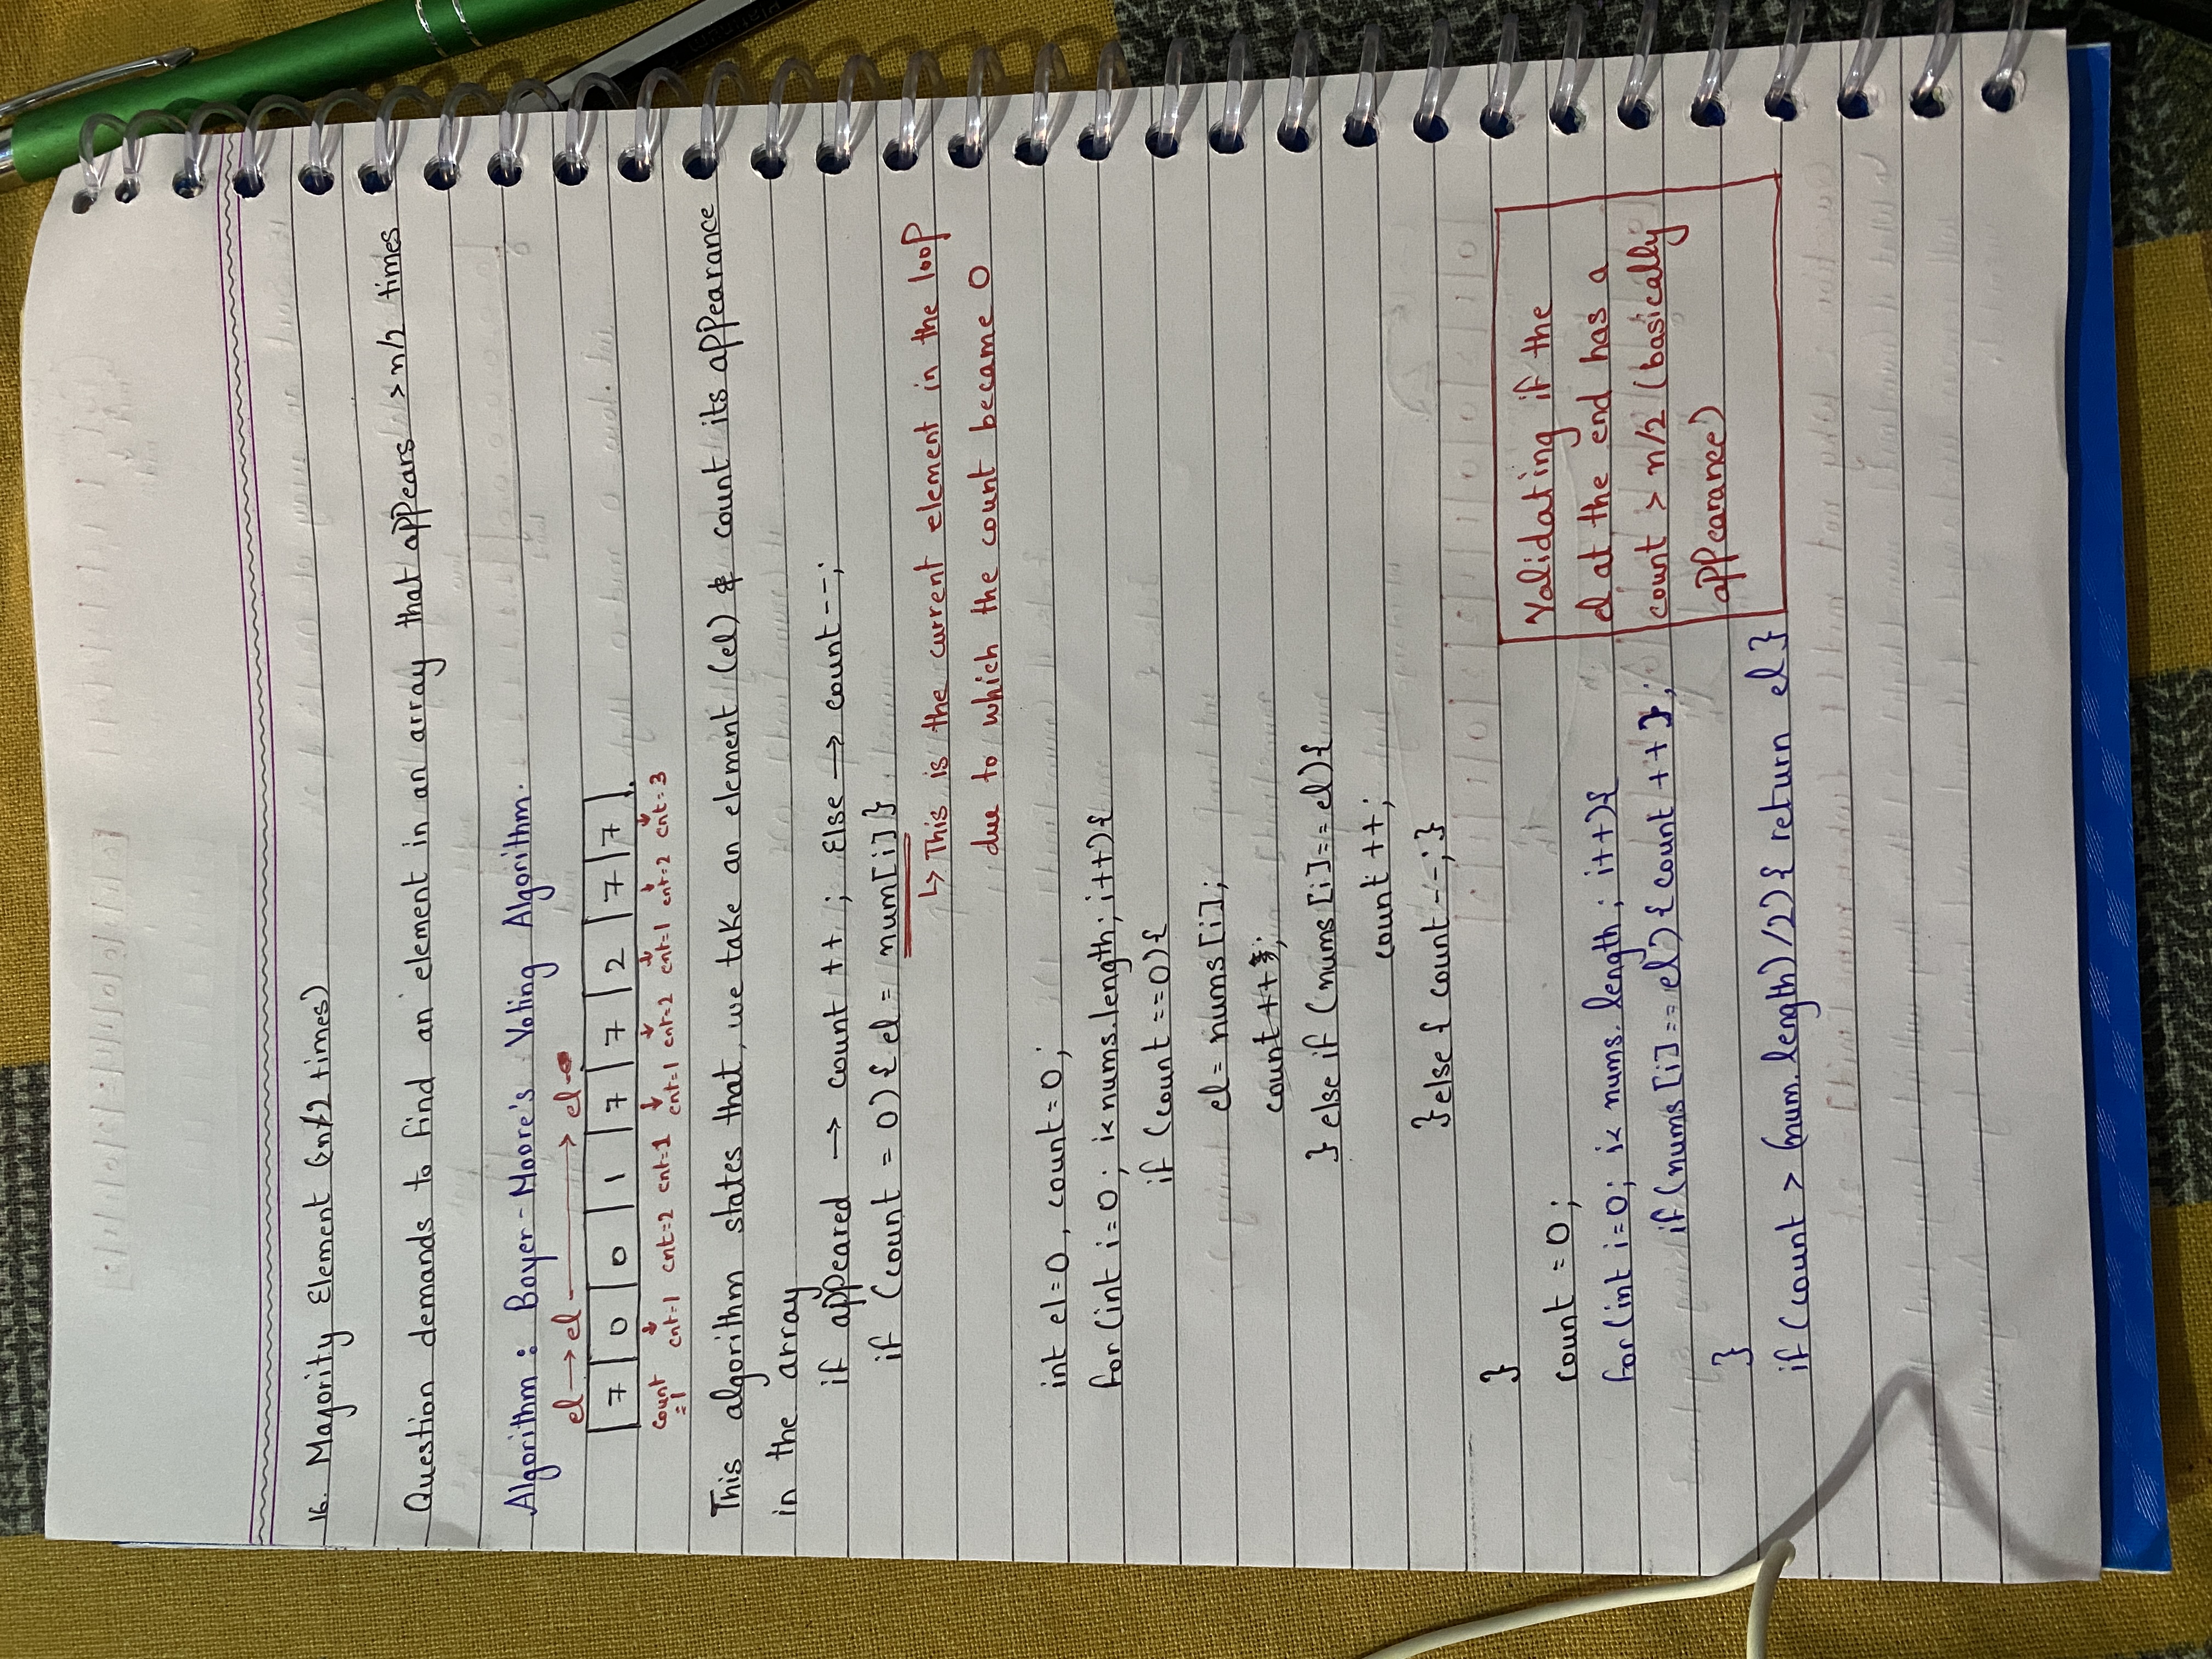 16. Majority Element (>n/2 times)
Question demands to find an element in an array that appears > n/2 times
Algorithm : Boyer-Moore's Voting Algorithm.
el → el → el
7 0 0 1 7 7 2 7 7
count =1 cnt=1 cnt=2 cnt=1 cnt=1 cnt=2 cnt=1 cnt=2 cnt=3
This algorithm states that, we take an element (el) & count its appearance
in the array
if appeared → count ++ ; Else → count--;
if (count = 0){ el = num[i] }
↳ This is the current element in the loop
due to which the count became 0
int el=0, count=0;
for(int i=0; i< nums.length; i++){
if (count ==0){
el= nums[i];
count ++;
} else if (nums[i]== el){
count ++;
}else { count--; }
}
count = 0;
for(int i=0; i< nums. length; i++){
if(nums[i]== el){ count ++ };
}
if (count > (num. length)/2){ return el }
Validating if the
el at the end has a
count > n/2 (basically
appearance)